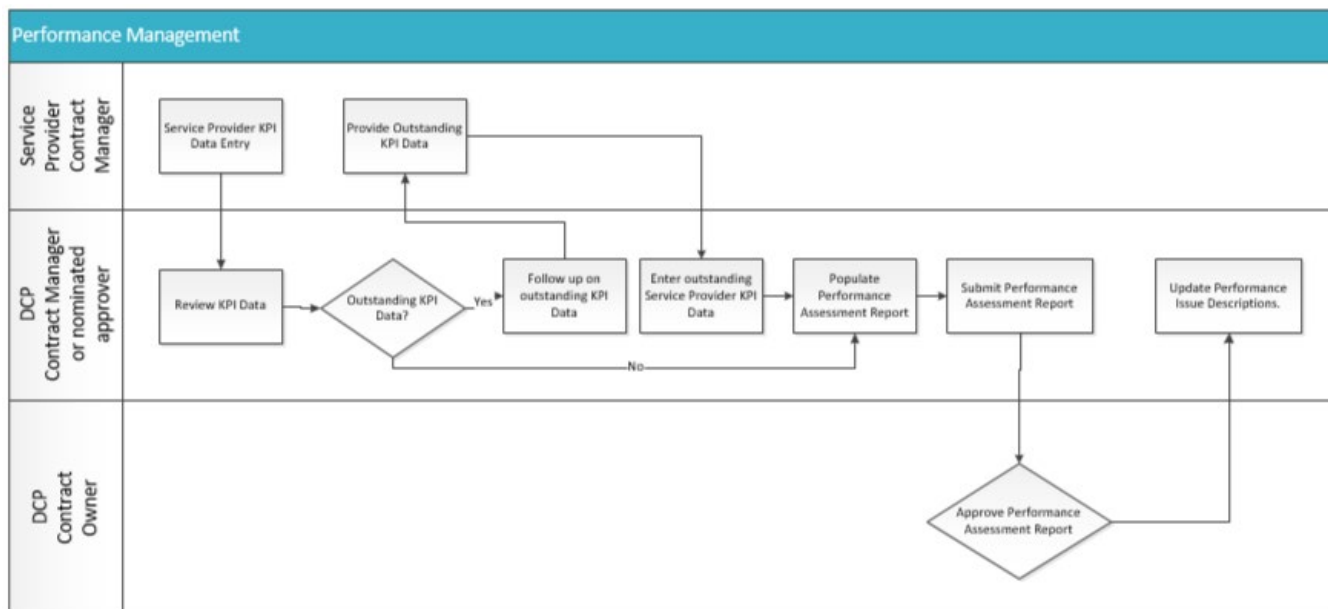 Performance Management
Service
Provider
Contract
Manager
Service Provider KPI
Data Entry
Provide Outstanding
KPI Data
DCP
Contract Manager
or nominated
approver
Review KPI Data
Outstanding KPI
Data?
Yes
Follow up on
outstanding KPI
Data
Enter outstanding
Service Provider KPI
Data
Populate
Performance
Assessment Report
Submit Performance
Assessment Report
Update Performance
Issue Descriptions.
No
DCP
Contract
Owner
Approve Performance
Assessment Report